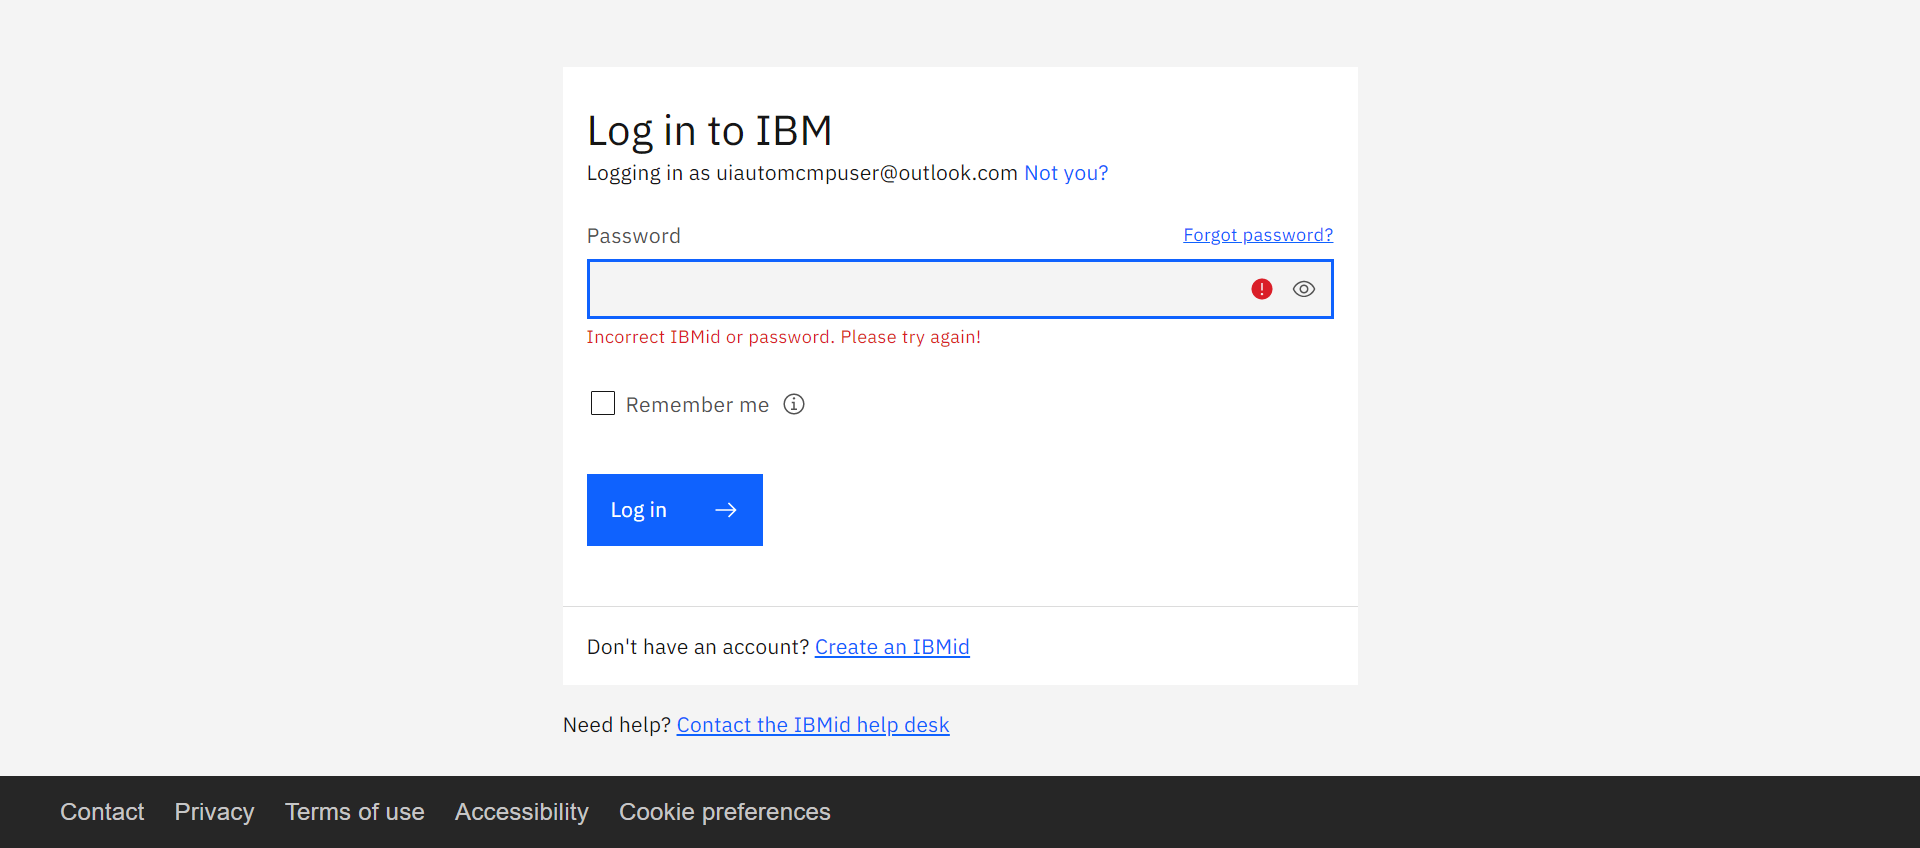 Log in to IBM
Logging in as uiautomcmpuser@outlook.com Not you?
Password Forgot password?
Incorrect IBMid or password. Please try again!
Remember me
Log in
Don't have an account? Create an IBMid
Need help? Contact the IBMid help desk
Contact Privacy Terms of use Accessibility Cookie preferences